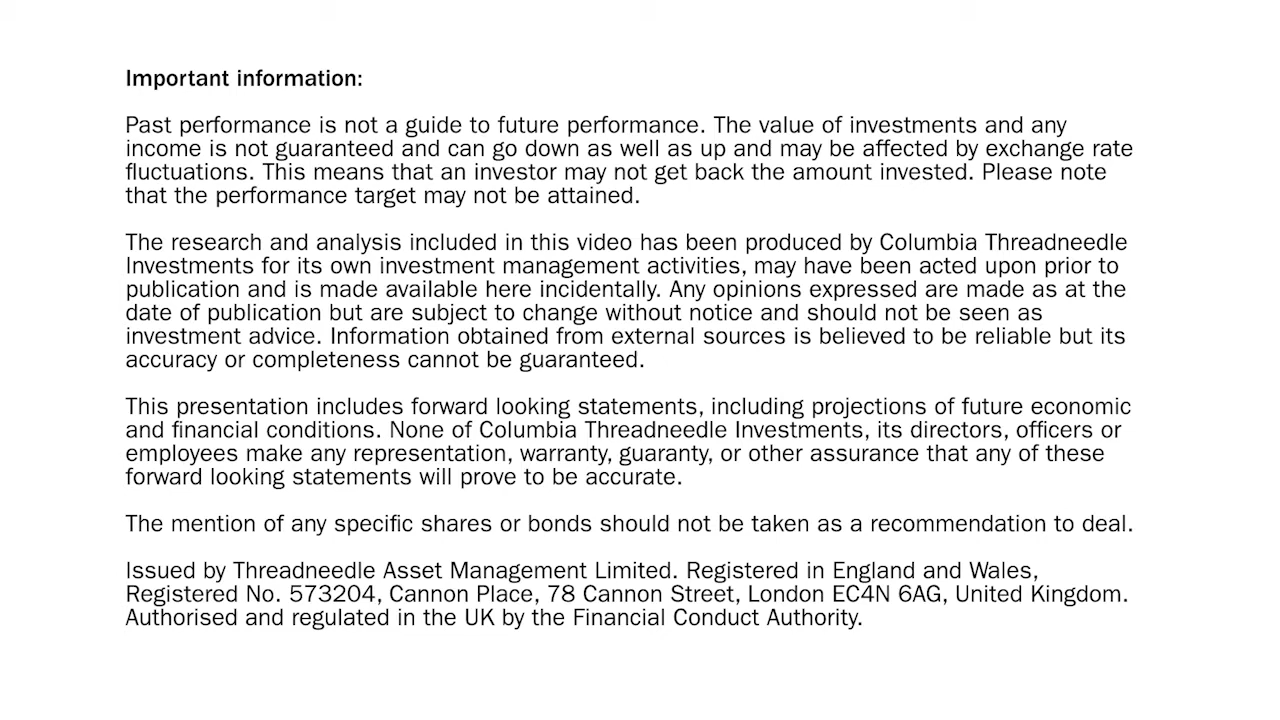 Important information:
Past performance is not a guide to future performance. The value of investments and any
income is not guaranteed and can go down as well as up and may be affected by exchange rate
fluctuations. This means that an investor may not get back the amount invested. Please note
that the performance target may not be attained.
The research and analysis included in this video has been produced by Columbia Threadneedle
Investments for its own investment management activities, may have been acted upon prior to
publication and is made available here incidentally. Any opinions expressed are made as at the
date of publication but are subject to change without notice and should not be seen as
investment advice. Information obtained from external sources is believed to be reliable but its
accuracy or completeness cannot be guaranteed.
This presentation includes forward looking statements, including projections of future economic
and financial conditions. None of Columbia Threadneedle Investments, its directors, officers or
employees make any representation, warranty, guaranty, or other assurance that any of these
forward looking statements will prove to be accurate.
The mention of any specific shares or bonds should not be taken as a recommendation to deal.
Issued by Threadneedle Asset Management Limited. Registered in England and Wales,
Registered No. 573204, Cannon Place, 78 Cannon Street, London EC4N 6AG, United Kingdom.
Authorised and regulated in the UK by the Financial Conduct Authority.